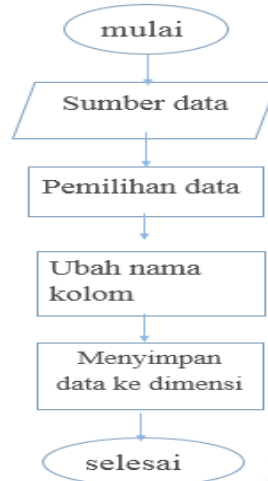 mulai
Sumber data
Pemilihan data
Ubah nama
kolom
Menyimpan
data ke dimensi
selesai